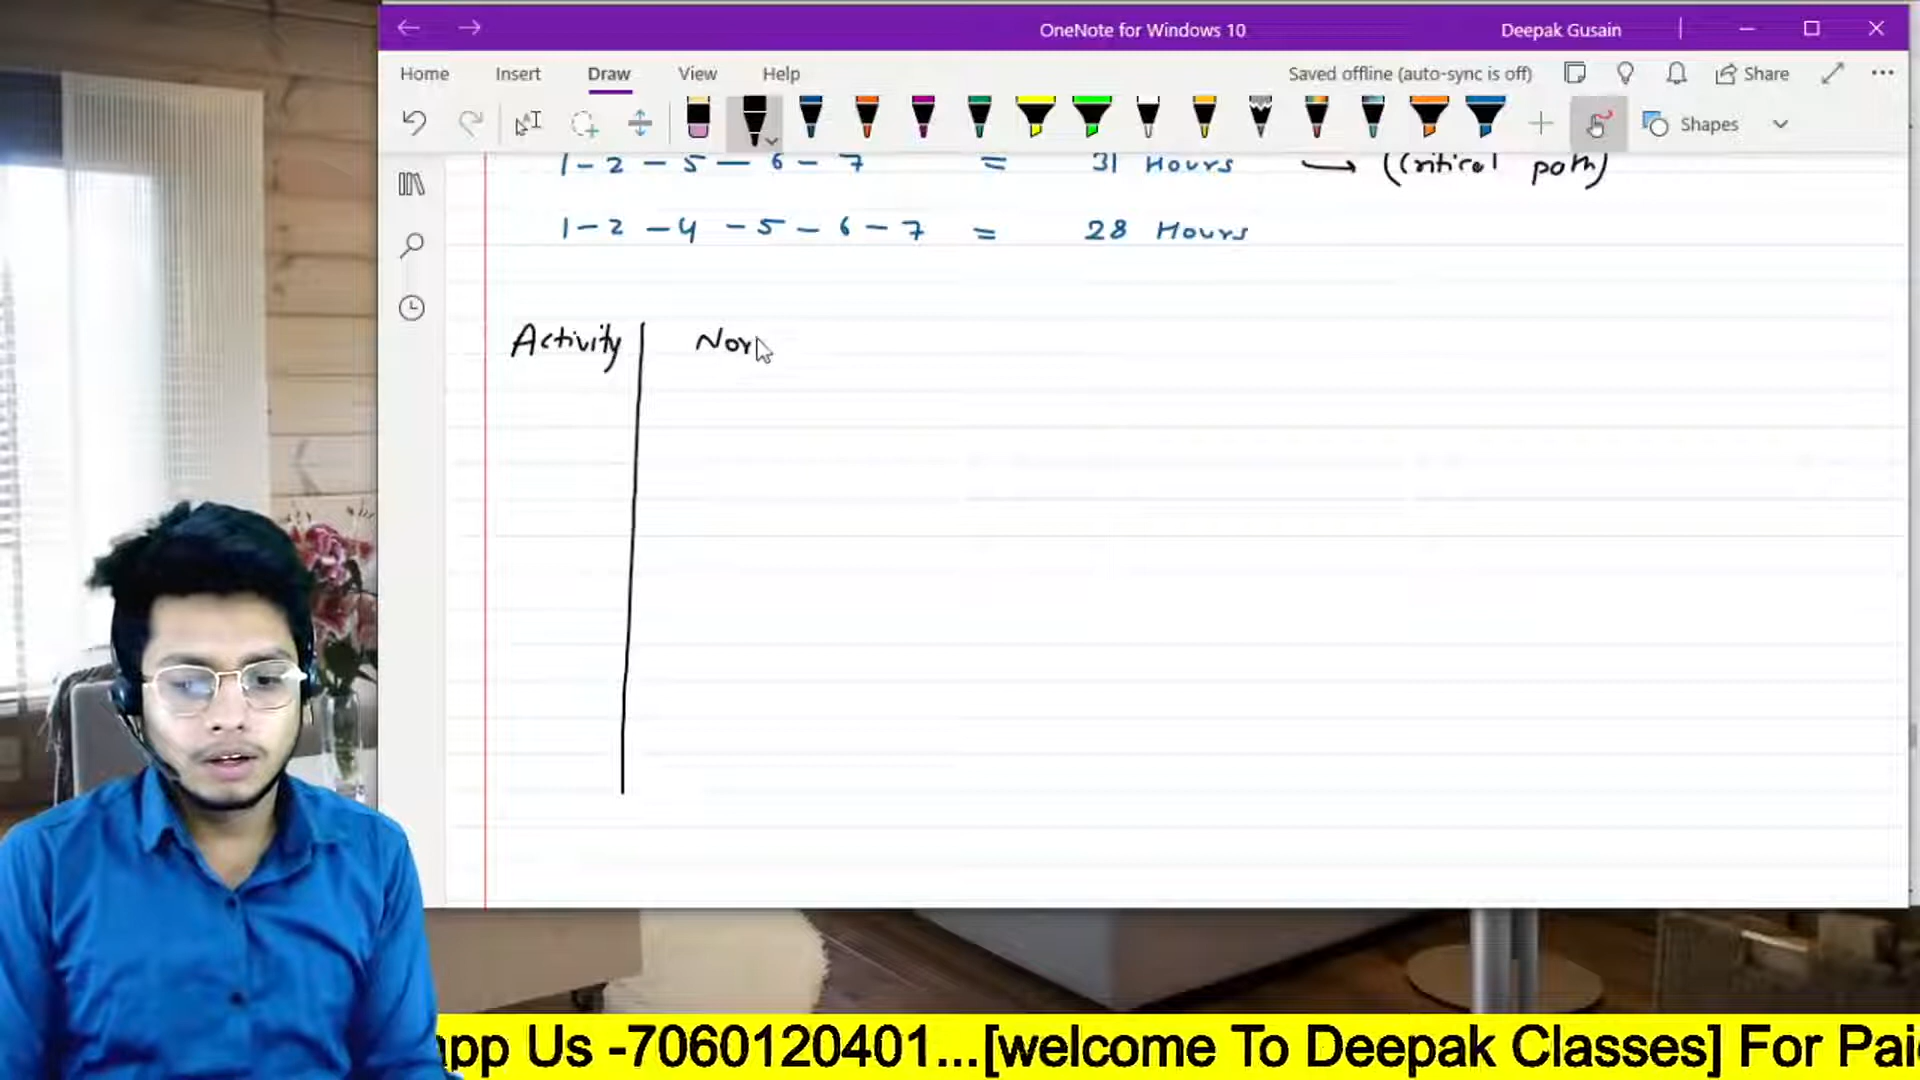 OneNote for Windows 10 Deepak Gusain
Home Insert Draw View Help Saved offline (auto-sync is off) Share
Shapes
1-2-5-6-7 = 31 Hours → (Critical path)
1-2-4-5-6-7 = 28 Hours
Activity Nor
app Us -7060120401...[welcome To Deepak Classes] For Pai